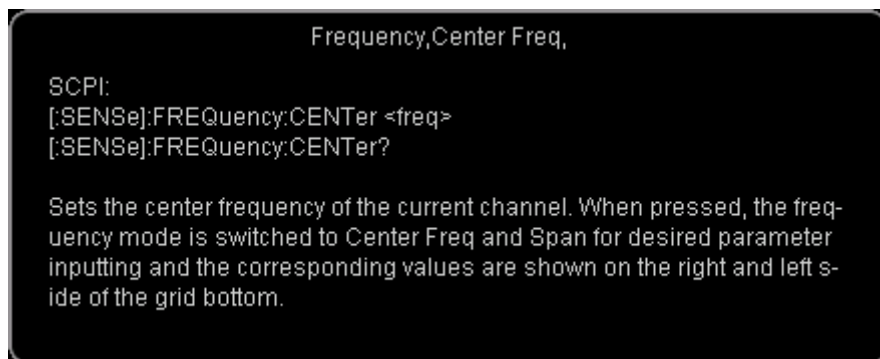 Frequency,Center Freq,
SCPI:
[:SENSe]:FREQuency:CENTer <freq>
[:SENSe]:FREQuency:CENTer?
Sets the center frequency of the current channel. When pressed, the freq-
uency mode is switched to Center Freq and Span for desired parameter
inputting and the corresponding values are shown on the right and left s-
ide of the grid bottom.